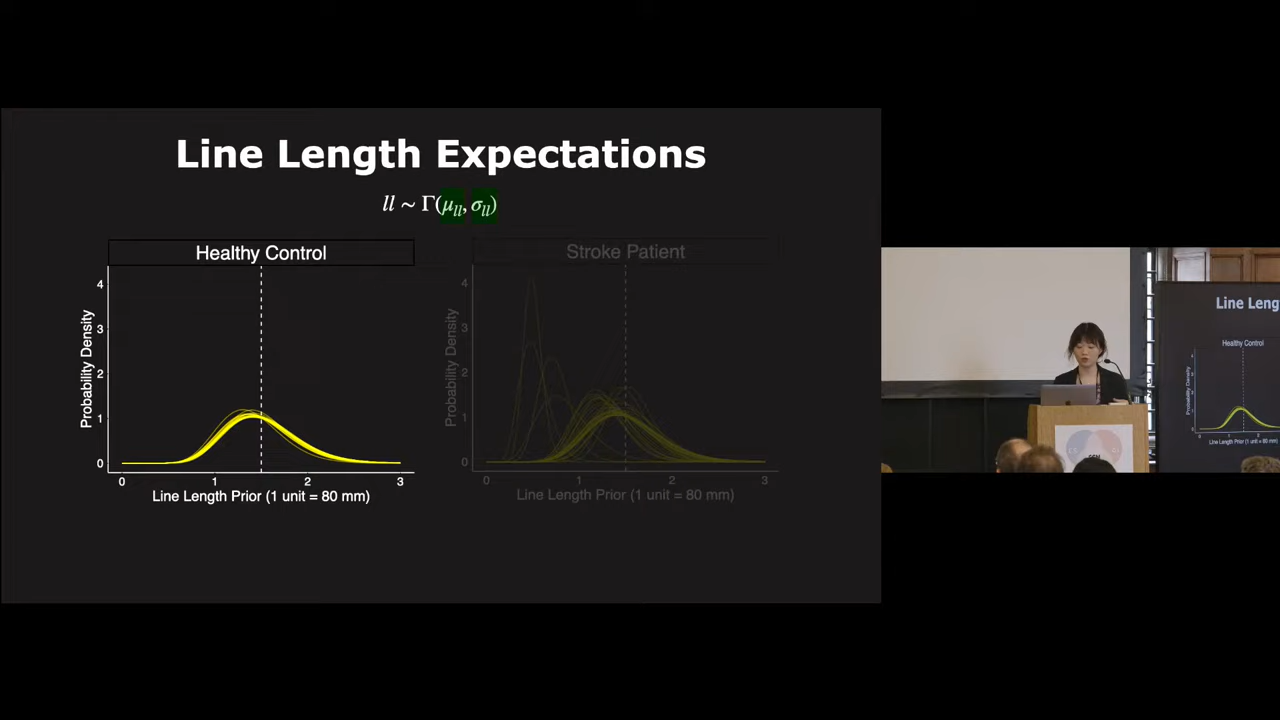 Line Length Expectations
ll ∼ Γ(μ_ll, σ_ll)
Healthy Control
4
3
2
1
0
Probability Density
0 1 2 3
Line Length Prior (1 unit = 80 mm)
Stroke Patient
4
3
2
1
0
Probability Density
0 1 2 3
Line Length Prior (1 unit = 80 mm)
Line Leng
Healthy Control
Probability Density
Line Length Prior (1 unit = 80 mm)